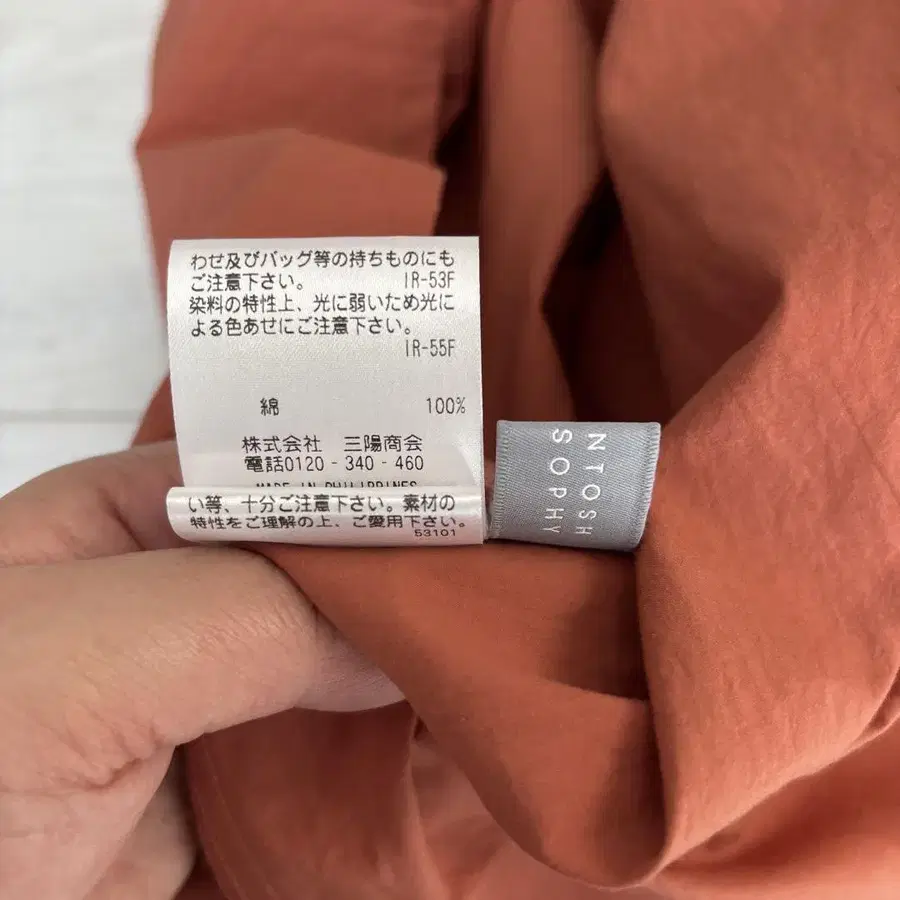 わせ及びバッグ等の持ちものにも
ご注意下さい。 IR-53F
染料の特性上、光に弱いため光に
よる色あせにご注意下さい。
IR-55F
綿 100%
株式会社 三陽商会
電話0120-340-460
MADE IN PHILIPPINES
い等、十分ご注意下さい。素材の
特性をご理解の上、ご愛用下さい。
53101
NTOSH
SOPHY